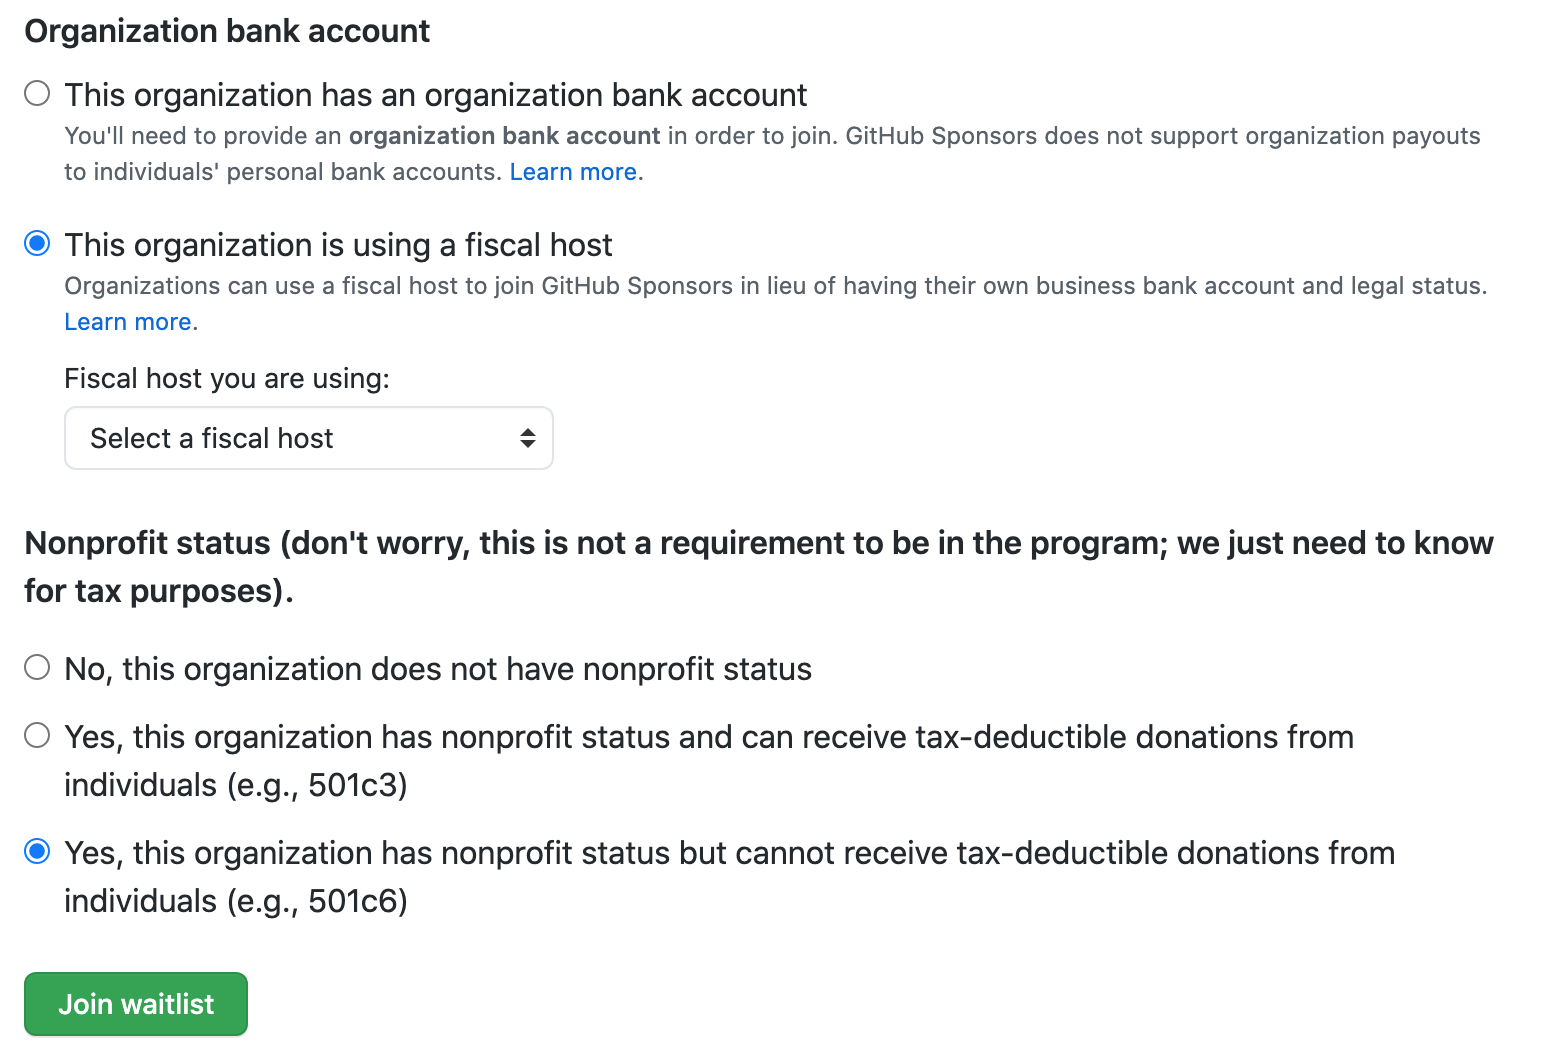 Organization bank account
This organization has an organization bank account
You'll need to provide an organization bank account in order to join. GitHub Sponsors does not support organization payouts
to individuals' personal bank accounts. Learn more.
This organization is using a fiscal host
Organizations can use a fiscal host to join GitHub Sponsors in lieu of having their own business bank account and legal status.
Learn more.
Fiscal host you are using:
Select a fiscal host
Nonprofit status (don't worry, this is not a requirement to be in the program; we just need to know
for tax purposes).
No, this organization does not have nonprofit status
Yes, this organization has nonprofit status and can receive tax-deductible donations from
individuals (e.g., 501c3)
Yes, this organization has nonprofit status but cannot receive tax-deductible donations from
individuals (e.g., 501c6)
Join waitlist